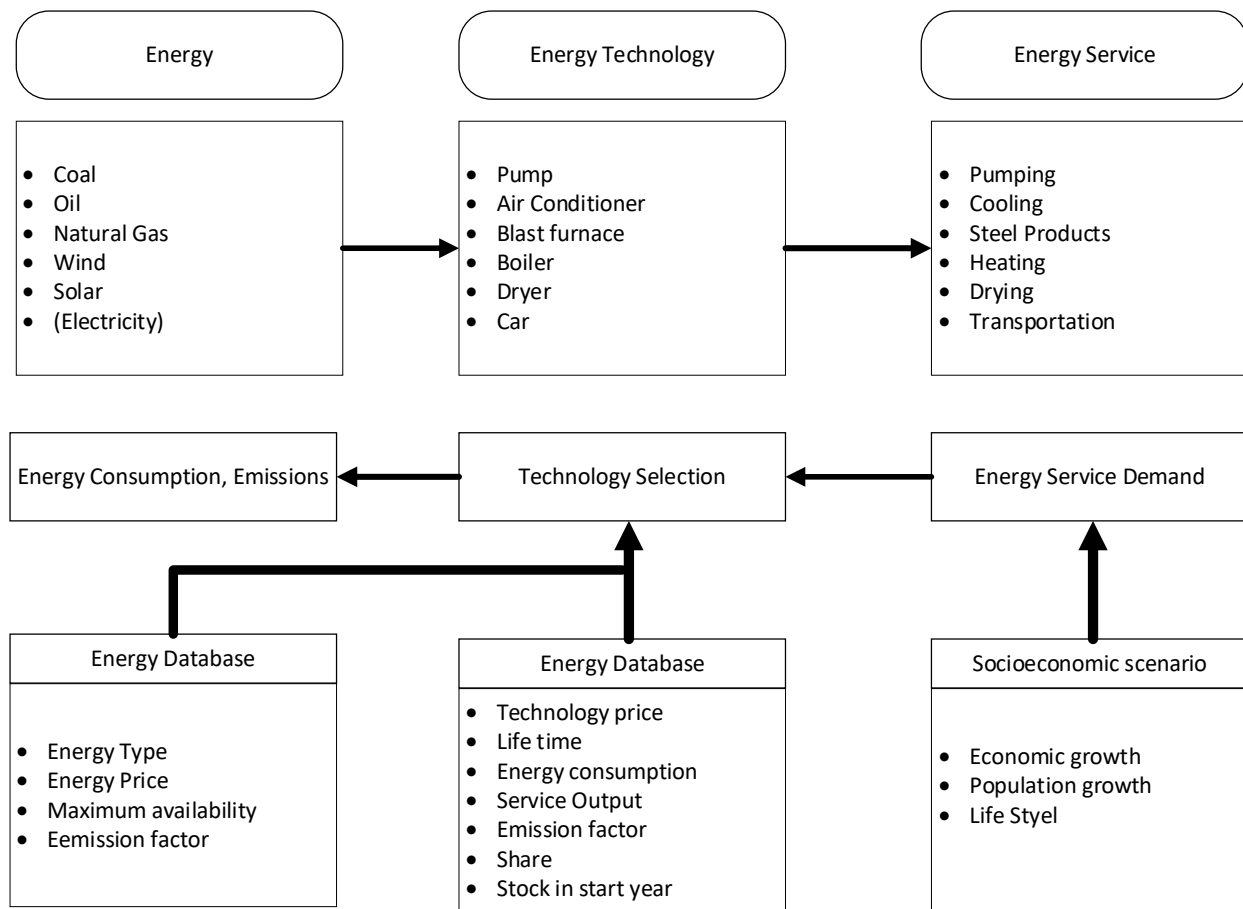 Energy
Energy Technology
Energy Service
• Coal
• Oil
• Natural Gas
• Wind
• Solar
• (Electricity)
• Pump
• Air Conditioner
• Blast furnace
• Boiler
• Dryer
• Car
• Pumping
• Cooling
• Steel Products
• Heating
• Drying
• Transportation
Energy Consumption, Emissions
Technology Selection
Energy Service Demand
Energy Database
• Energy Type
• Energy Price
• Maximum availability
• Eemission factor
Energy Database
• Technology price
• Life time
• Energy consumption
• Service Output
• Emission factor
• Share
• Stock in start year
Socioeconomic scenario
• Economic growth
• Population growth
• Life Styel